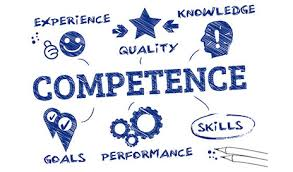 EXPERIENCE
KNOWLEDGE
QUALITY
COMPETENCE
SKILLS
GOALS
PERFORMANCE